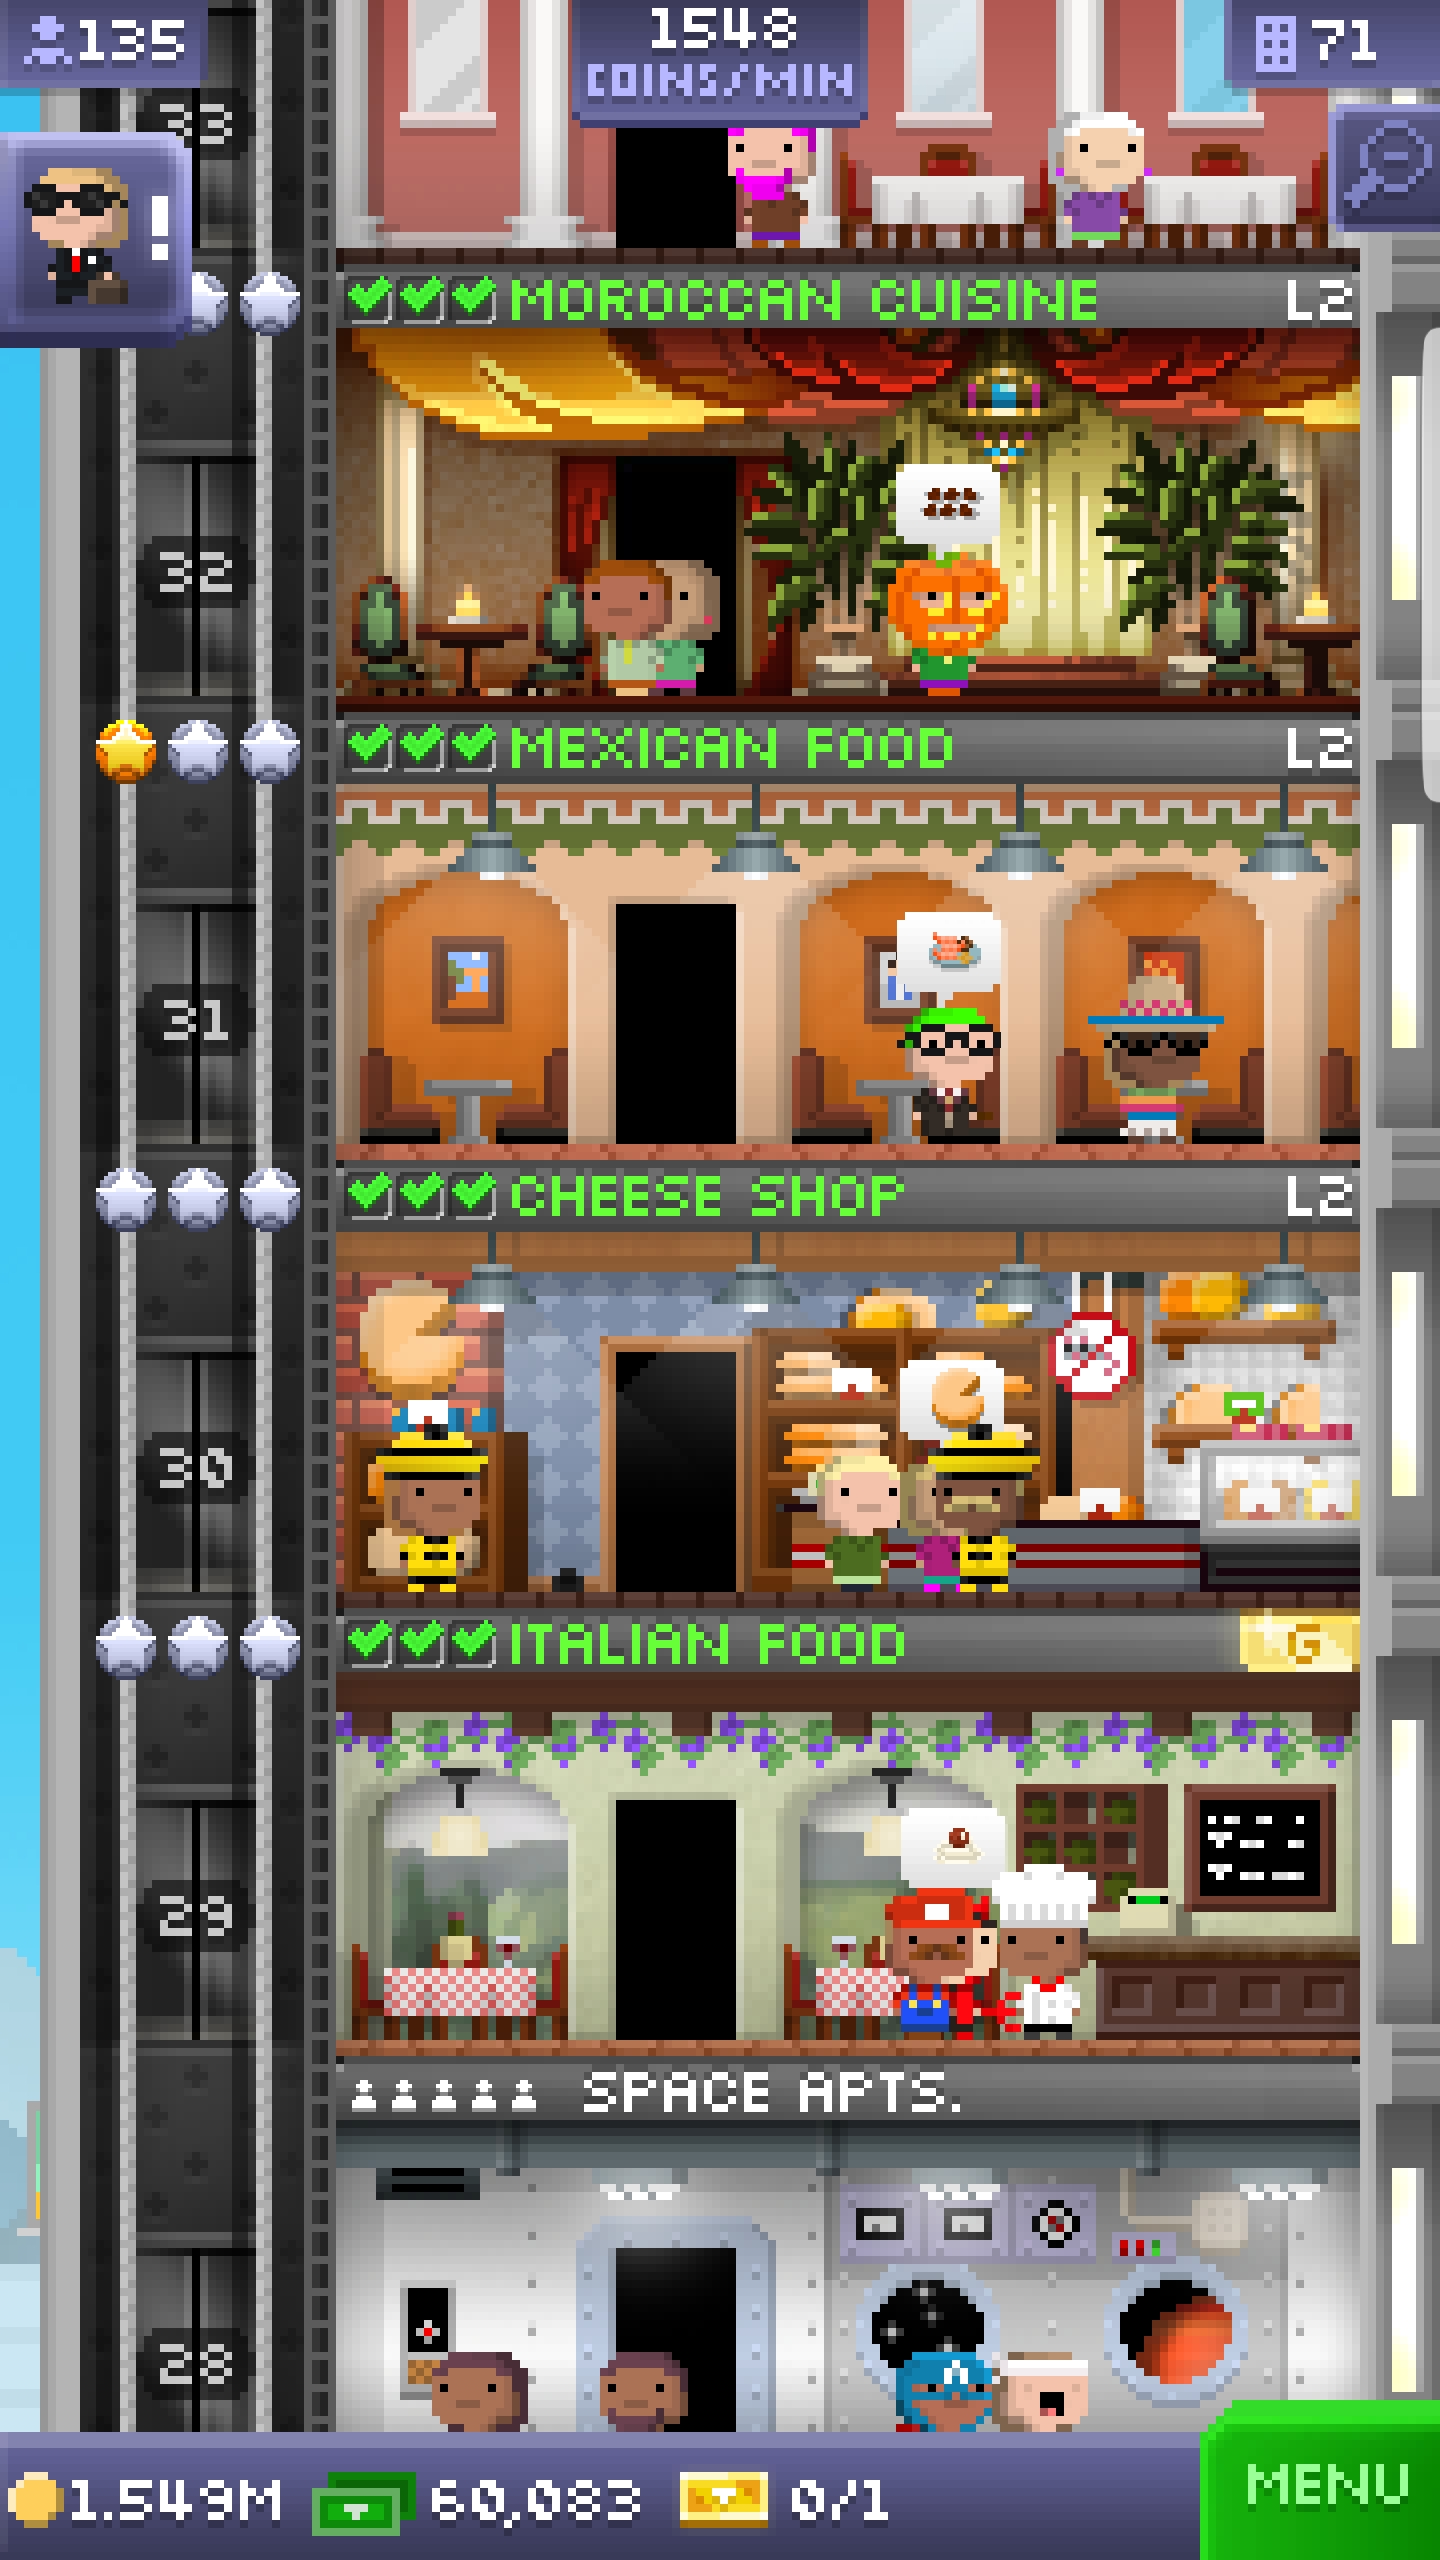 135
1548
COINS/MIN
71
33
!
MOROCCAN CUISINE L2
32
MEXICAN FOOD L2
31
CHEESE SHOP L2
30
ITALIAN FOOD G
29
SPACE APTS.
28
1.549M 60,083 0/1
MENU